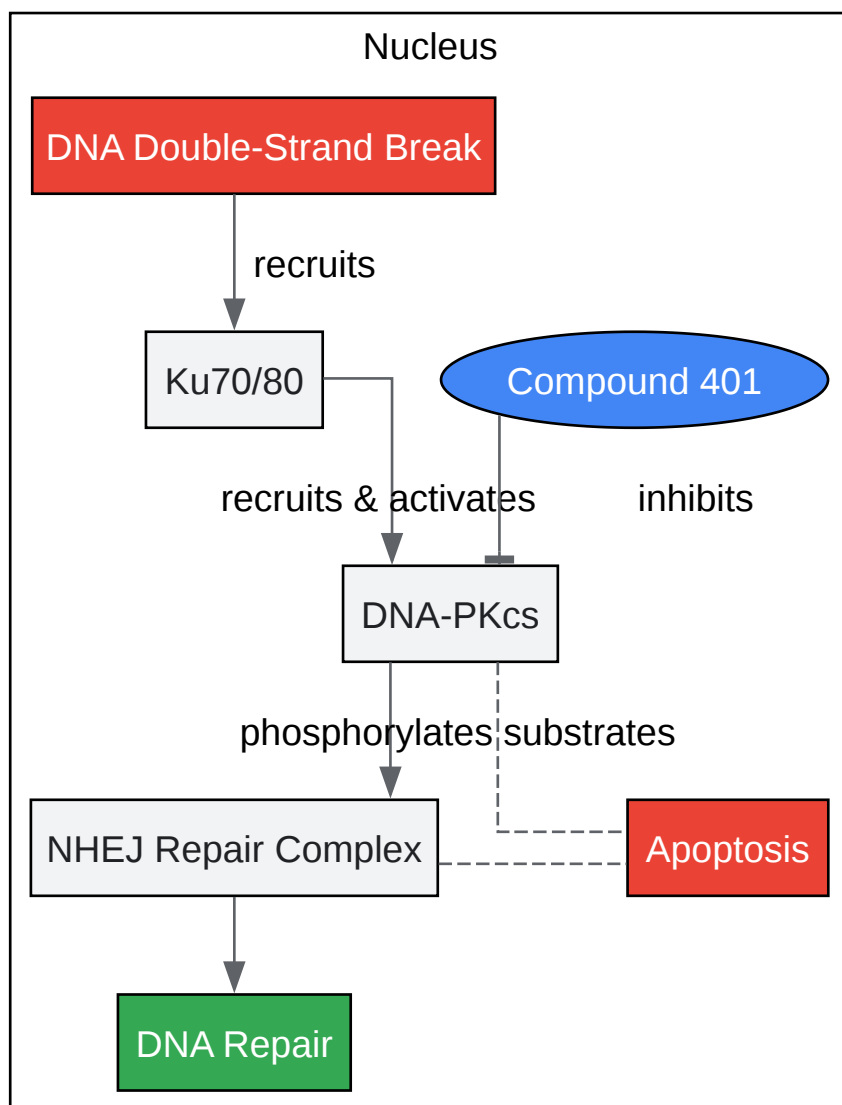 Nucleus
DNA Double-Strand Break
recruits
Ku70/80
Compound 401
recruits & activates
inhibits
DNA-PKcs
phosphorylates substrates
NHEJ Repair Complex
Apoptosis
DNA Repair